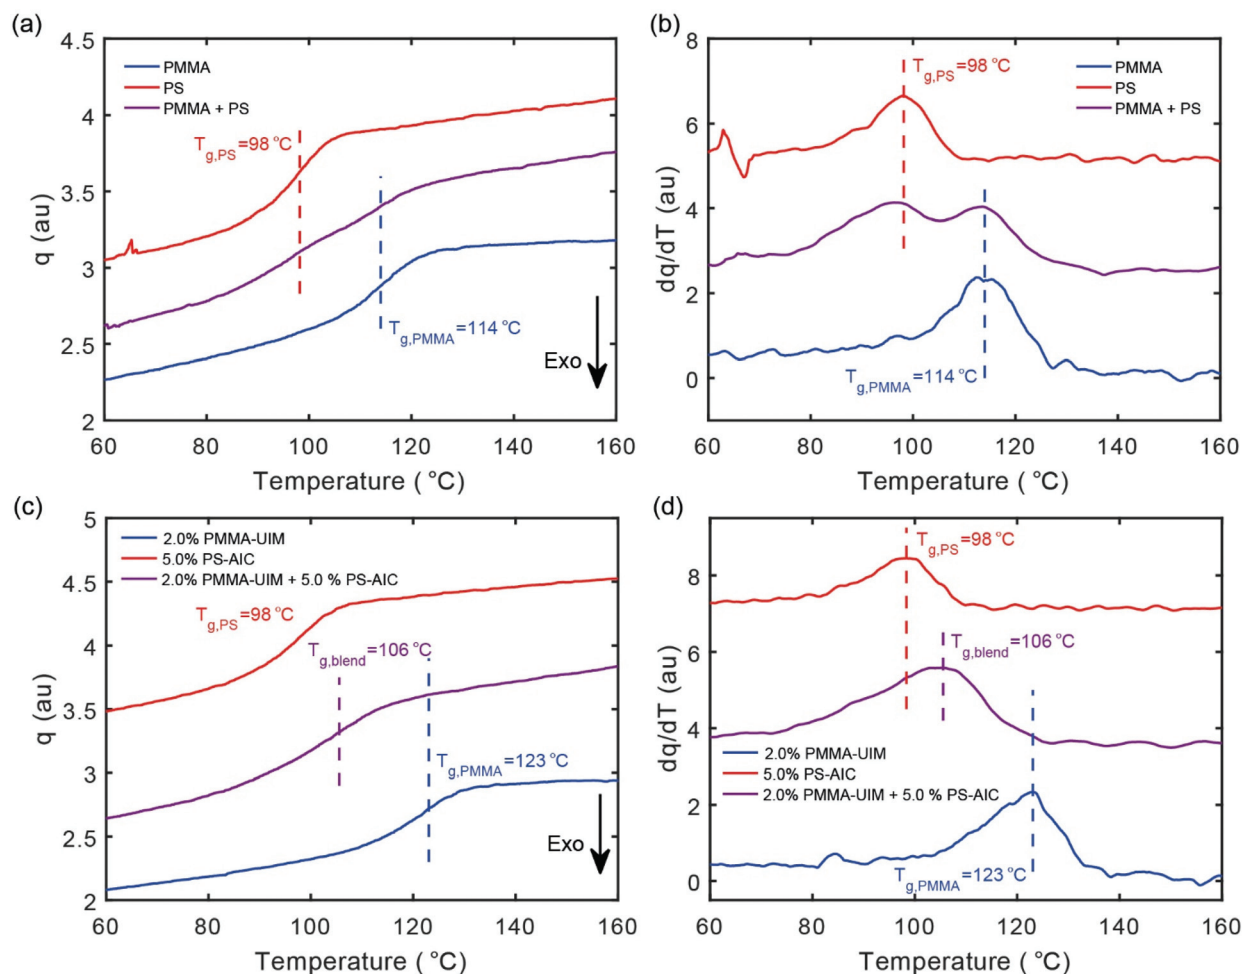 (a)
4.5
4
3.5
3
2.5
2
q (au)
PMMA
PS
PMMA + PS
T_g,PS=98 °C
T_g,PMMA=114 °C
Exo
60 80 100 120 140 160
Temperature ( °C)
(b)
8
6
4
2
0
dq/dT (au)
T_g,PS=98 °C
PMMA
PS
PMMA + PS
T_g,PMMA=114 °C
60 80 100 120 140 160
Temperature ( °C)
(c)
5
4.5
4
3.5
3
2.5
2
q (au)
2.0% PMMA-UIM
5.0% PS-AIC
2.0% PMMA-UIM + 5.0 % PS-AIC
T_g,PS=98 °C
T_g,blend=106 °C
T_g,PMMA=123 °C
Exo
60 80 100 120 140 160
Temperature ( °C)
(d)
8
6
4
2
0
dq/dT (au)
T_g,PS=98 °C
T_g,blend=106 °C
2.0% PMMA-UIM
5.0% PS-AIC
2.0% PMMA-UIM + 5.0 % PS-AIC
T_g,PMMA=123 °C
60 80 100 120 140 160
Temperature ( °C)